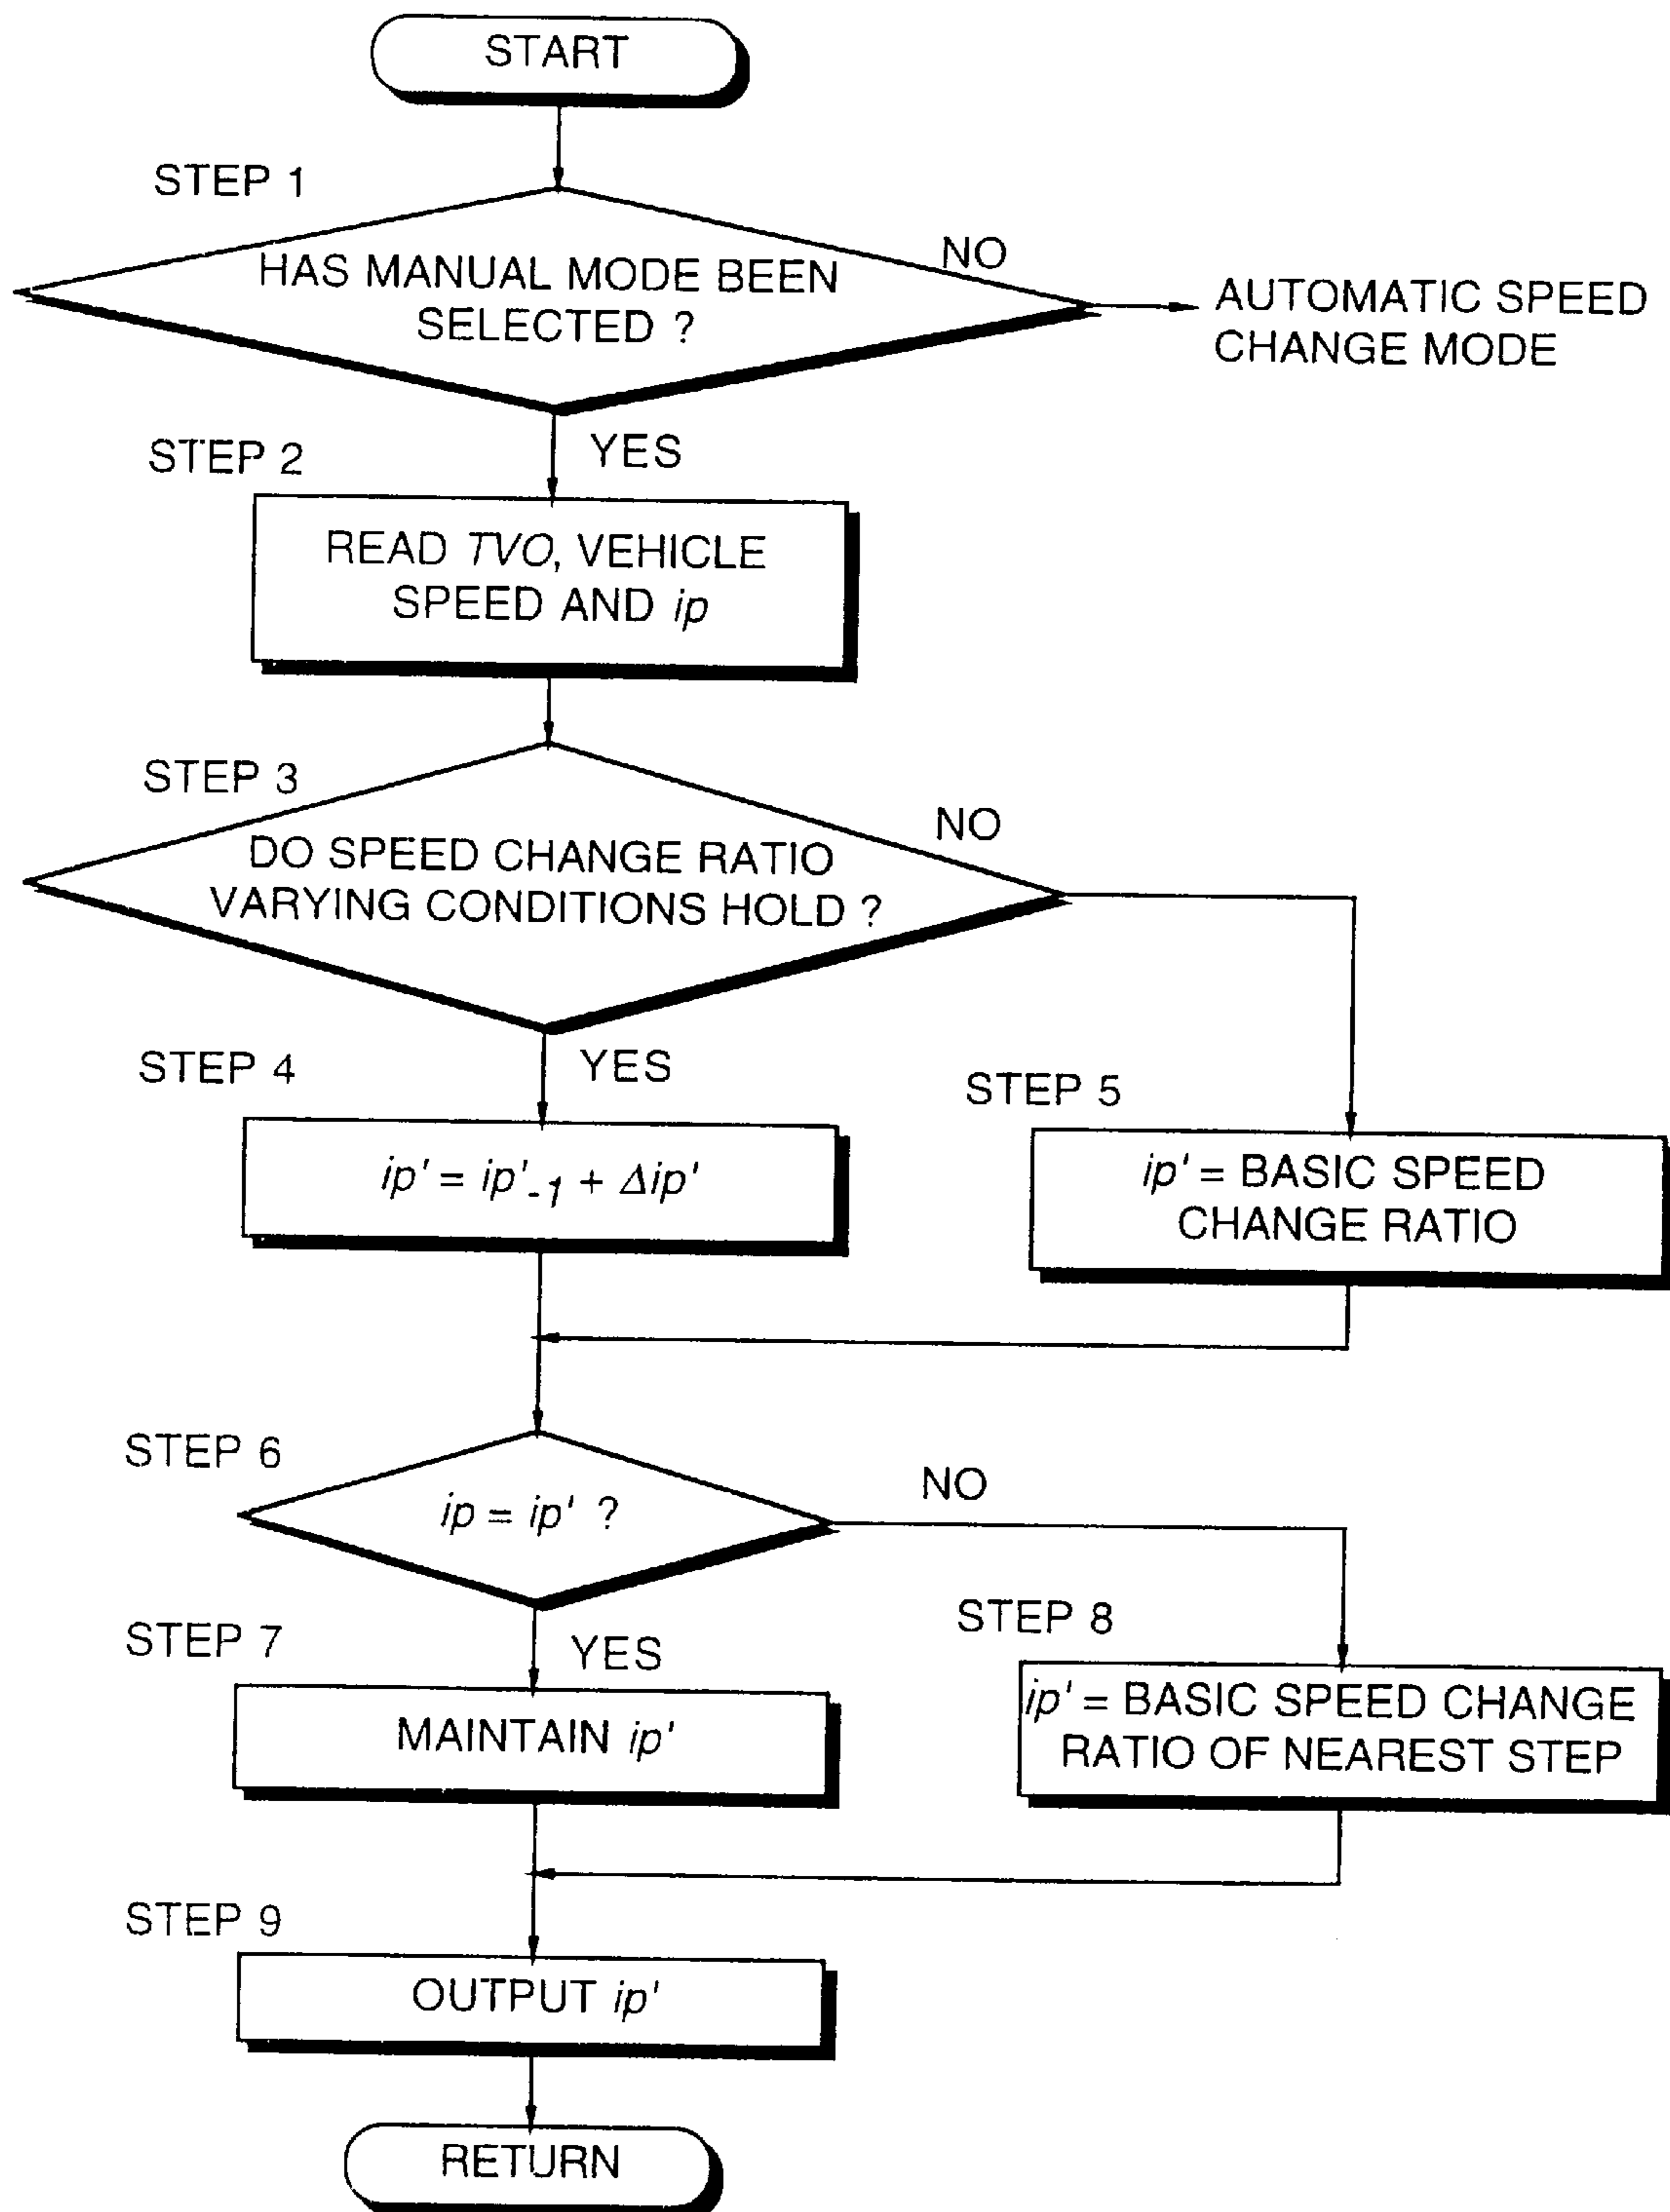 START
STEP 1
HAS MANUAL MODE BEEN
SELECTED ?
NO
AUTOMATIC SPEED
CHANGE MODE
YES
STEP 2
READ TVO, VEHICLE
SPEED AND ip
STEP 3
DO SPEED CHANGE RATIO
VARYING CONDITIONS HOLD ?
NO
YES
STEP 4
ip' = ip'-1 + Δip'
STEP 5
ip' = BASIC SPEED
CHANGE RATIO
STEP 6
ip = ip' ?
NO
YES
STEP 7
MAINTAIN ip'
STEP 8
ip' = BASIC SPEED CHANGE
RATIO OF NEAREST STEP
STEP 9
OUTPUT ip'
RETURN